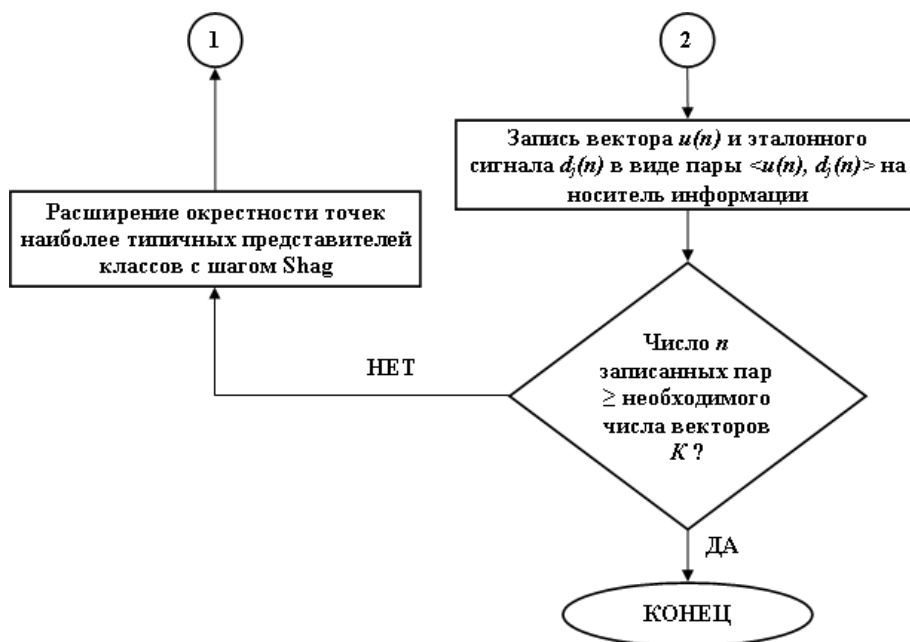 1
2
Запись вектора u(n) и эталонного
сигнала dⱼ(n) в виде пары <u(n), dⱼ(n)> на
носитель информации
Расширение окрестности точек
наиболее типичных представителей
классов с шагом Shag
Число n
записанных пар
≥ необходимого
числа векторов
K ?
НЕТ
ДА
КОНЕЦ